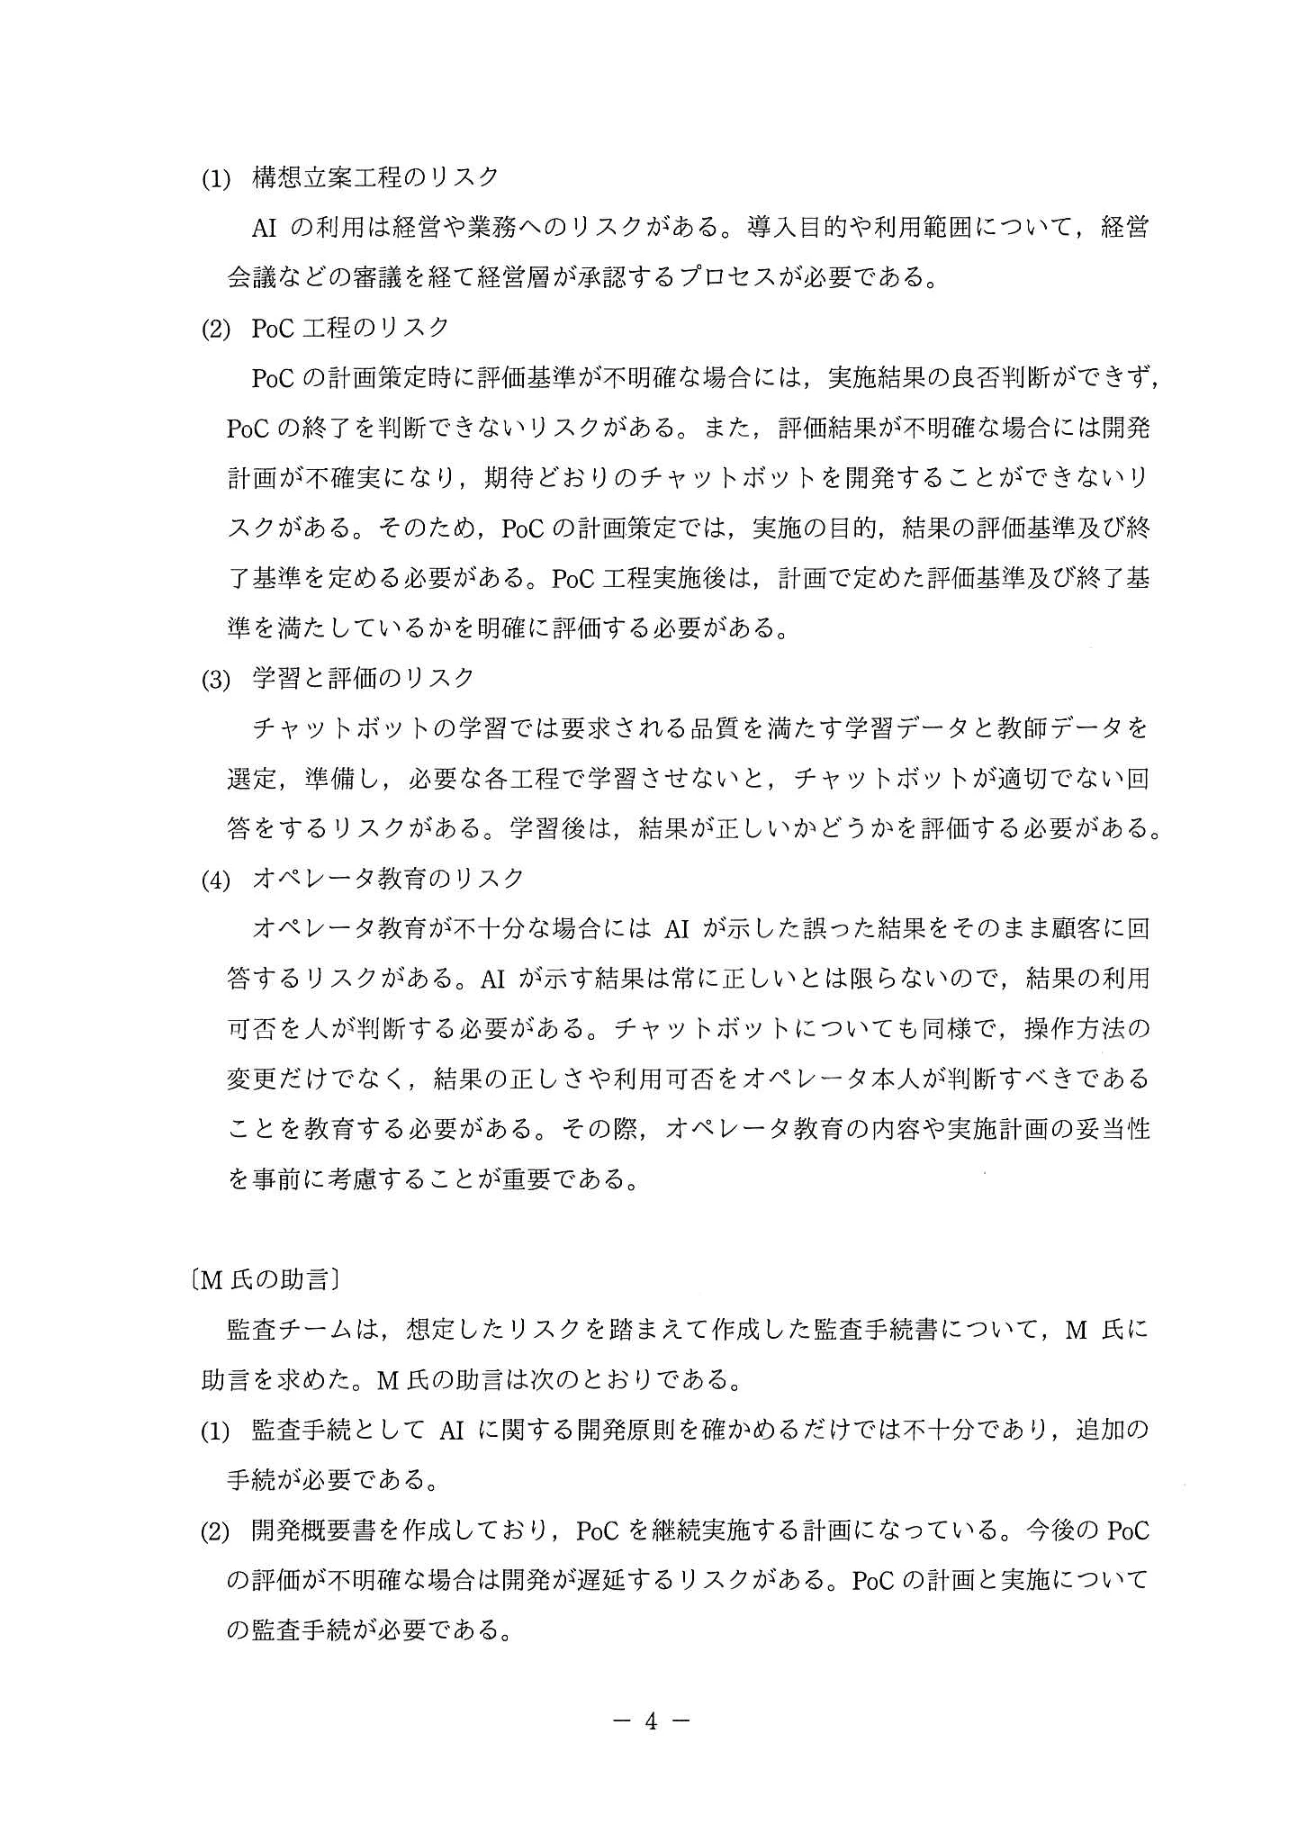 (1) 構想立案工程のリスク
AI の利用は経営や業務へのリスクがある。導入目的や利用範囲について，経営
会議などの審議を経て経営層が承認するプロセスが必要である。
(2) PoC 工程のリスク
PoC の計画策定時に評価基準が不明確な場合には，実施結果の良否判断ができず，
PoC の終了を判断できないリスクがある。また，評価結果が不明確な場合には開発
計画が不確実になり，期待どおりのチャットボットを開発することができないリ
スクがある。そのため，PoC の計画策定では，実施の目的，結果の評価基準及び終
了基準を定める必要がある。PoC 工程実施後は，計画で定めた評価基準及び終了基
準を満たしているかを明確に評価する必要がある。
(3) 学習と評価のリスク
チャットボットの学習では要求される品質を満たす学習データと教師データを
選定，準備し，必要な各工程で学習させないと，チャットボットが適切でない回
答をするリスクがある。学習後は，結果が正しいかどうかを評価する必要がある。
(4) オペレータ教育のリスク
オペレータ教育が不十分な場合には AI が示した誤った結果をそのまま顧客に回
答するリスクがある。AI が示す結果は常に正しいとは限らないので，結果の利用
可否を人が判断する必要がある。チャットボットについても同様で，操作方法の
変更だけでなく，結果の正しさや利用可否をオペレータ本人が判断すべきである
ことを教育する必要がある。その際，オペレータ教育の内容や実施計画の妥当性
を事前に考慮することが重要である。
〔M 氏の助言〕
監査チームは，想定したリスクを踏まえて作成した監査手続書について，M 氏に
助言を求めた。M 氏の助言は次のとおりである。
(1) 監査手続として AI に関する開発原則を確かめるだけでは不十分であり，追加の
手続が必要である。
(2) 開発概要書を作成しており，PoC を継続実施する計画になっている。今後の PoC
の評価が不明確な場合は開発が遅延するリスクがある。PoC の計画と実施について
の監査手続が必要である。
－ 4 －